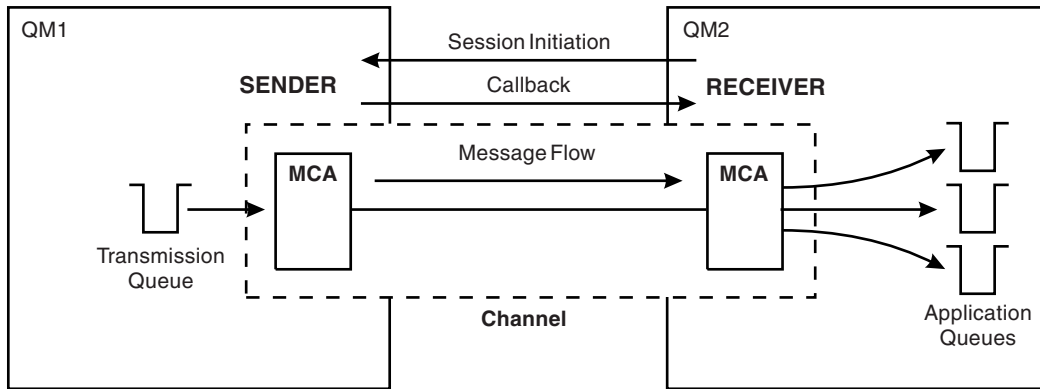 QM1
QM2
Session Initiation
SENDER
Callback
RECEIVER
Message Flow
MCA
MCA
Transmission
Queue
Channel
Application
Queues